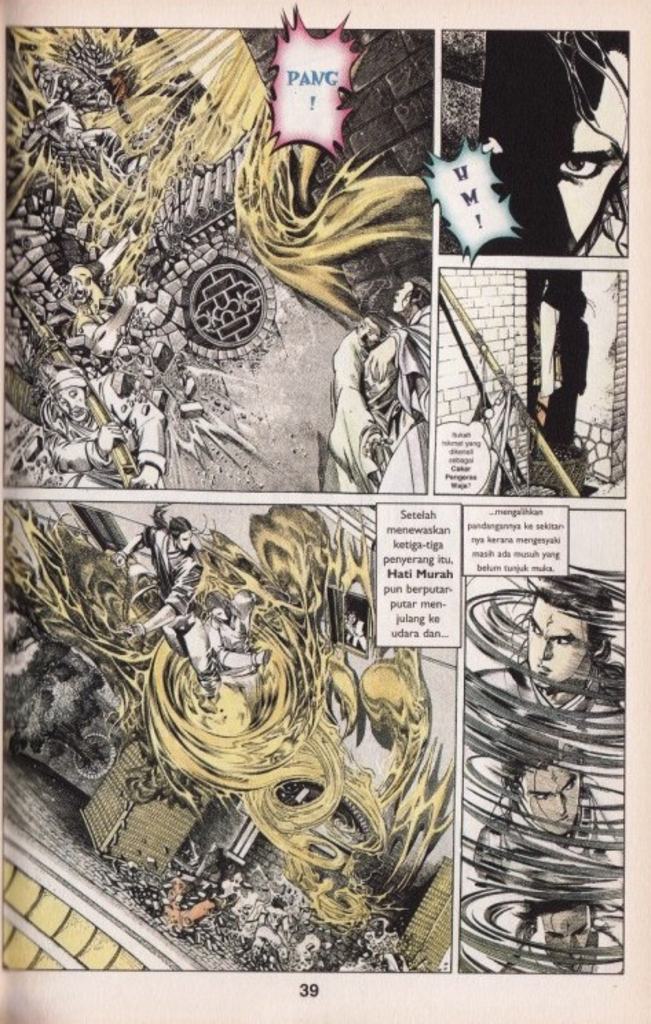 PANG
!
HM!
Itukah
nikmat yang
dikenali
sebagai
Cakar
Pengeras
Waja?
Setelah
menewaskan
ketiga-tiga
penyerang itu,
Hati Murah
pun berputar-
putar men-
julang ke
udara dan...
...mengalihkan
pandangannya ke sekitar-
nya kerana mengesyaki
masih ada musuh yang
belum tunjuk muka.
39